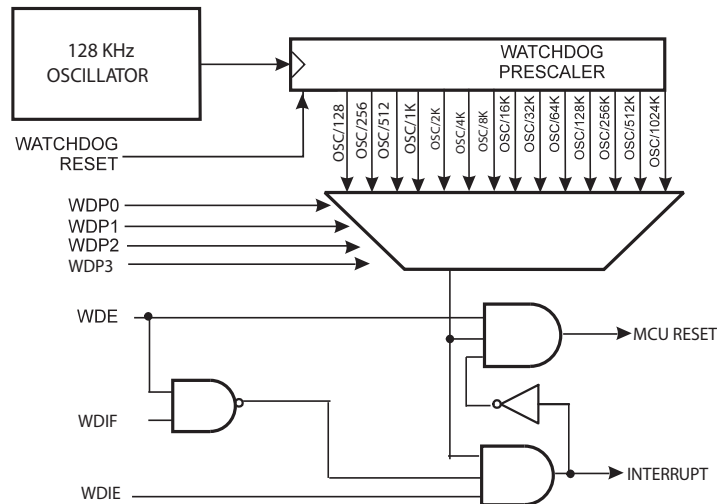 128 KHz
OSCILLATOR
WATCHDOG
PRESCALER
WATCHDOG
RESET
OSC/128
OSC/256
OSC/512
OSC/1K
OSC/2K
OSC/4K
OSC/8K
OSC/16K
OSC/32K
OSC/64K
OSC/128K
OSC/256K
OSC/512K
OSC/1024K
WDP0
WDP1
WDP2
WDP3
WDE
MCU RESET
WDIF
INTERRUPT
WDIE